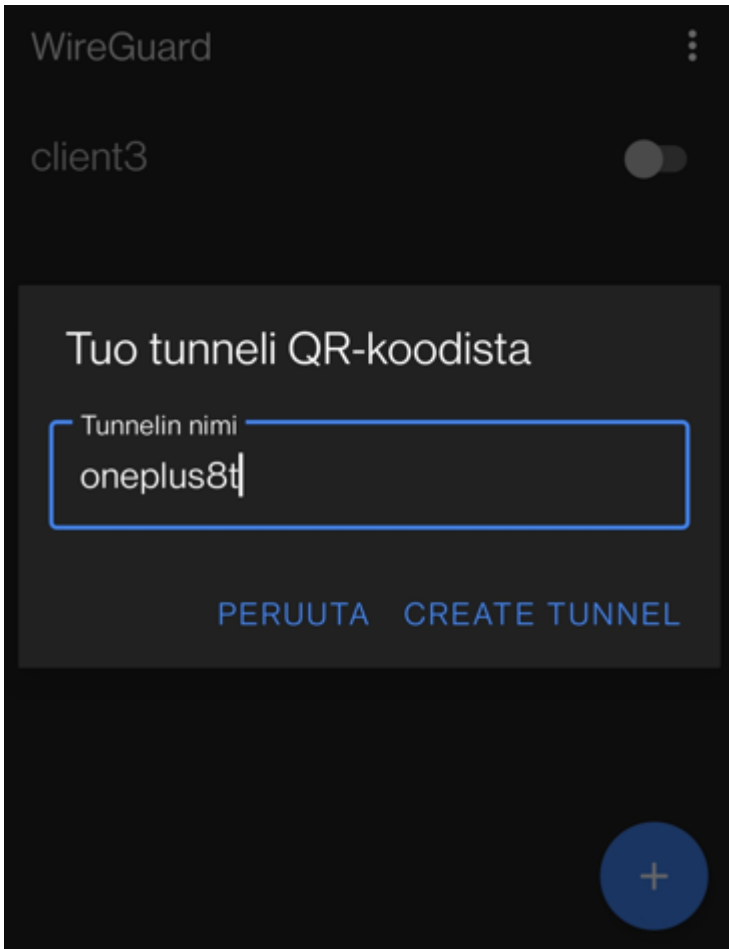 WireGuard
client3
Tuo tunneli QR-koodista
Tunnelin nimi
oneplus8t
PERUUTA CREATE TUNNEL
+